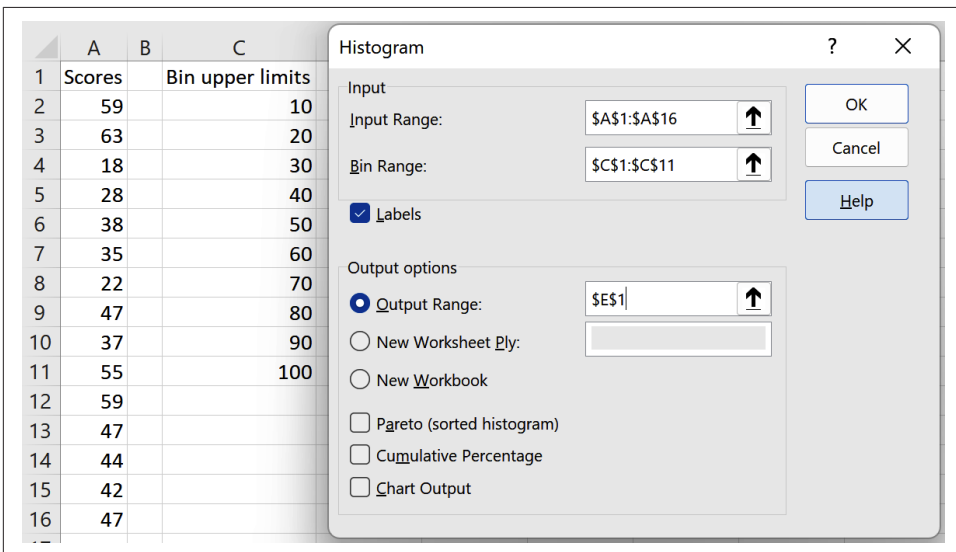 A B C
1 Scores Bin upper limits
2 59 10
3 63 20
4 18 30
5 28 40
6 38 50
7 35 60
8 22 70
9 47 80
10 37 90
11 55 100
12 59
13 47
14 44
15 42
16 47
Histogram ? ×
Input
Input Range: $A$1:$A$16
Bin Range: $C$1:$C$11
Labels
OK
Cancel
Help
Output options
Output Range: $E$1
New Worksheet Ply:
New Workbook
Pareto (sorted histogram)
Cumulative Percentage
Chart Output